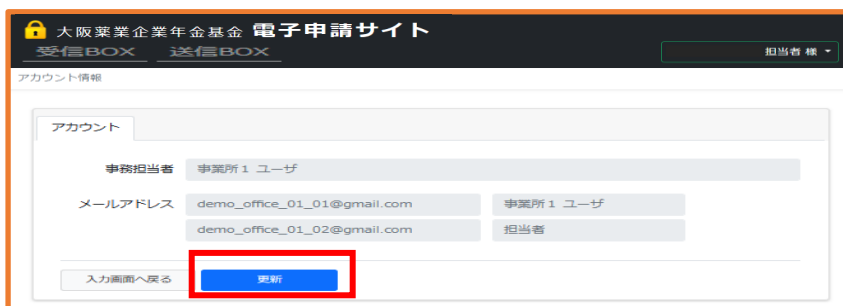 大阪薬業企業年金基金 電子申請サイト
受信BOX 送信BOX
担当者 様
アカウント情報
アカウント
事務担当者 事業所1 ユーザ
メールアドレス demo_office_01_01@gmail.com 事業所1 ユーザ
demo_office_01_02@gmail.com 担当者
入力画面へ戻る 更新